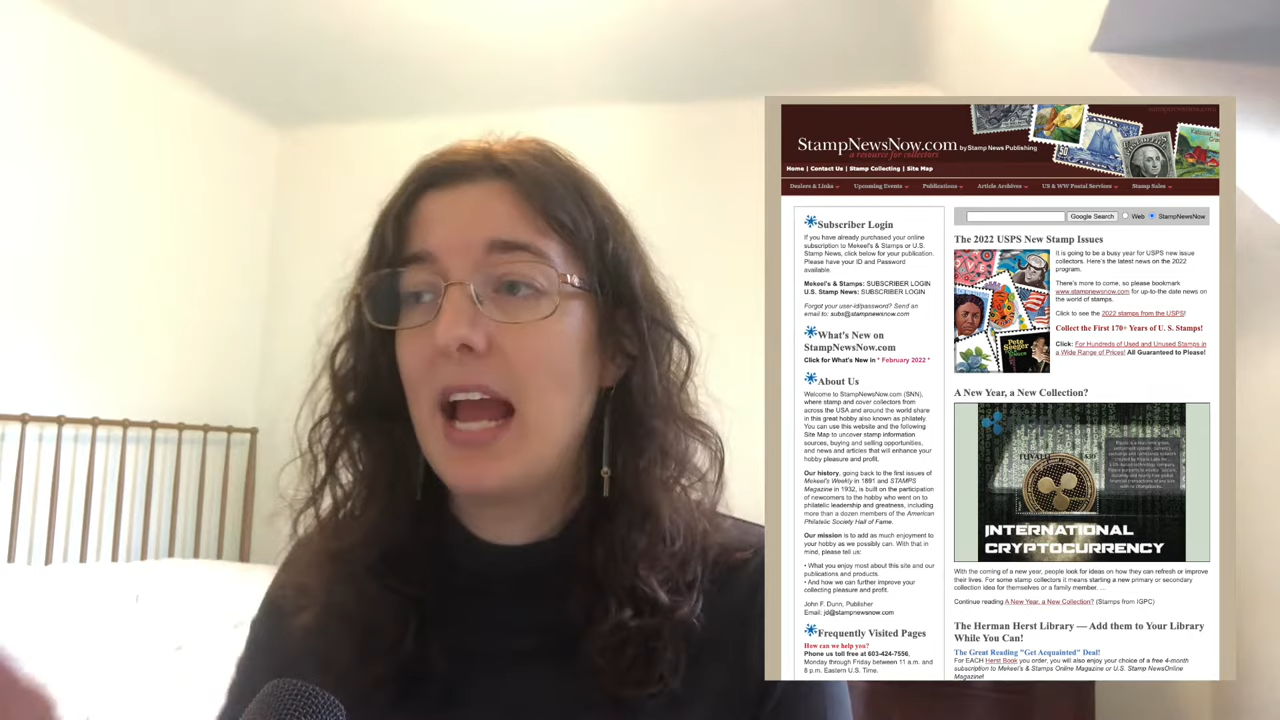 stampnewsnow.com
StampNewsNow.com by Stamp News Publishing
a resource for collectors
Home | Contact Us | Stamp Collecting | Site Map
Dealers & Links
Upcoming Events
Publications
Article Archives
US & WW Postal Services
Stamp Sales
Subscriber Login
If you have already purchased your online
subscription to Mekeel's & Stamps or U.S.
Stamp News, click below for your publication.
Please have your ID and Password
available.
Mekeel's & Stamps: SUBSCRIBER LOGIN
U.S. Stamp News: SUBSCRIBER LOGIN
Forgot your user-id/password? Send an
email to: subs@stampnewsnow.com
What's New on
StampNewsNow.com
Click for What's New in " February 2022 "
About Us
Welcome to StampNewsNow.com (SNN),
where stamp and cover collectors from
across the USA and around the world share
in this great hobby also known as philately.
You can use this website and the following
Site Map to uncover stamp information
sources, buying and selling opportunities,
and news and articles that will enhance your
hobby pleasure and profit.
Our history, going back to the first issues of
Mekeel's Weekly in 1891 and STAMPS
Magazine in 1932, is built on the participation
of newcomers to the hobby who went on to
philatelic leadership and greatness, including
more than a dozen members of the American
Philatelic Society Hall of Fame.
Our mission is to add as much enjoyment to
your hobby as we possibly can. With that in
mind, please tell us:
• What you enjoy most about this site and our
publications and products.
• And how we can further improve your
collecting pleasure and profit.
John F. Dunn, Publisher
Email: jd@stampnewsnow.com
Frequently Visited Pages
How can we help you?
Phone us toll free at 603-424-7556,
Monday through Friday between 11 a.m. and
8 p.m. Eastern U.S. Time.
Google Search Web StampNewsNow
The 2022 USPS New Stamp Issues
It is going to be a busy year for USPS new issue
collectors. Here's the latest news on the 2022
program.
There's more to come, so please bookmark
www.stampnewsnow.com for up-to-the date news on
the world of stamps.
Click to see the 2022 stamps from the USPS!
Collect the First 170+ Years of U. S. Stamps!
Click: For Hundreds of Used and Unused Stamps in
a Wide Range of Prices! All Guaranteed to Please!
Pete
Seeger
A New Year, a New Collection?
TUVALU
INTERNATIONAL
CRYPTOCURRENCY
With the coming of a new year, people look for ideas on how they can refresh or improve
their lives. For some stamp collectors it means starting a new primary or secondary
collection idea for themselves or a family member. …
Continue reading A New Year, a New Collection? (Stamps from IGPC)
The Herman Herst Library — Add them to Your Library
While You Can!
The Great Reading "Get Acquainted" Deal!
For EACH Herst Book you order, you will also enjoy your choice of a free 4-month
subscription to Mekeel's & Stamps Online Magazine or U.S. Stamp NewsOnline
Magazine!